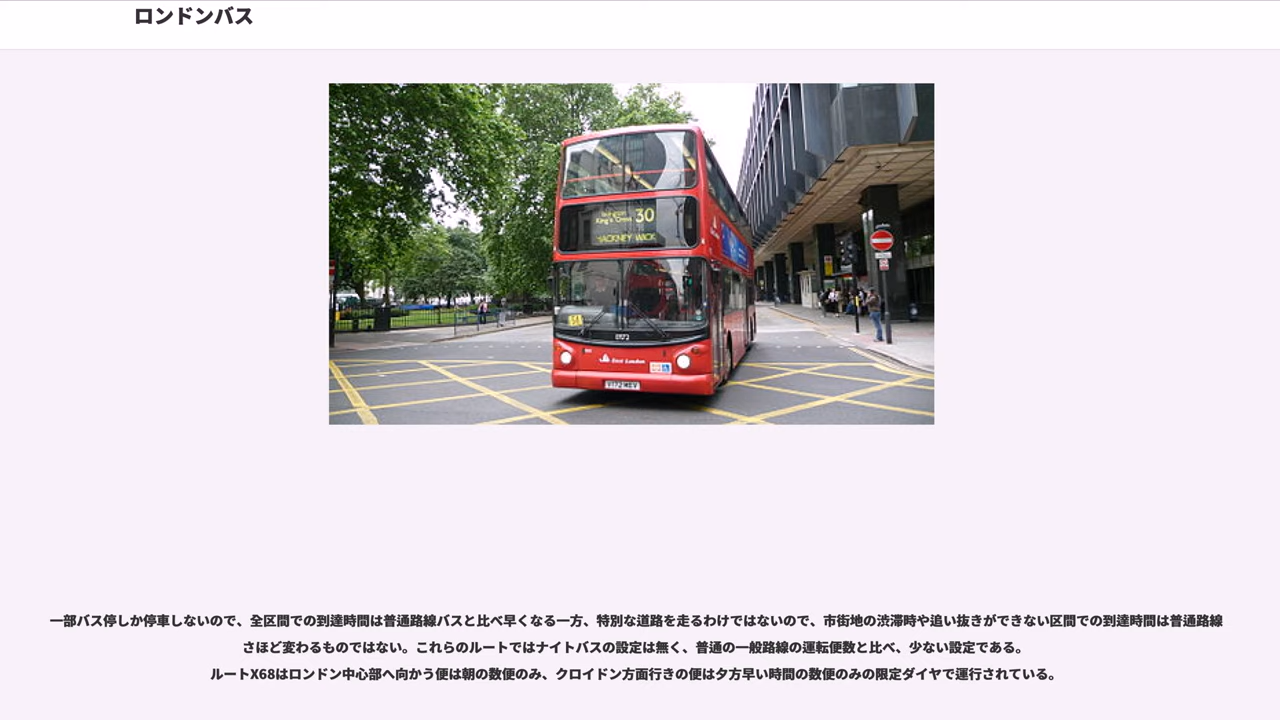 ロンドンバス
King's Cross 30
HACKNEY WICK
East London
一部バス停しか停車しないので、全区間での到達時間は普通路線バスと比べ早くなる一方、特別な道路を走るわけではないので、市街地の渋滞時や追い抜きができない区間での到達時間は普通路線
さほど変わるものではない。これらのルートではナイトバスの設定は無く、普通の一般路線の運転便数と比べ、少ない設定である。
ルートX68はロンドン中心部へ向かう便は朝の数便のみ、クロイドン方面行きの便は夕方早い時間の数便のみの限定ダイヤで運行されている。